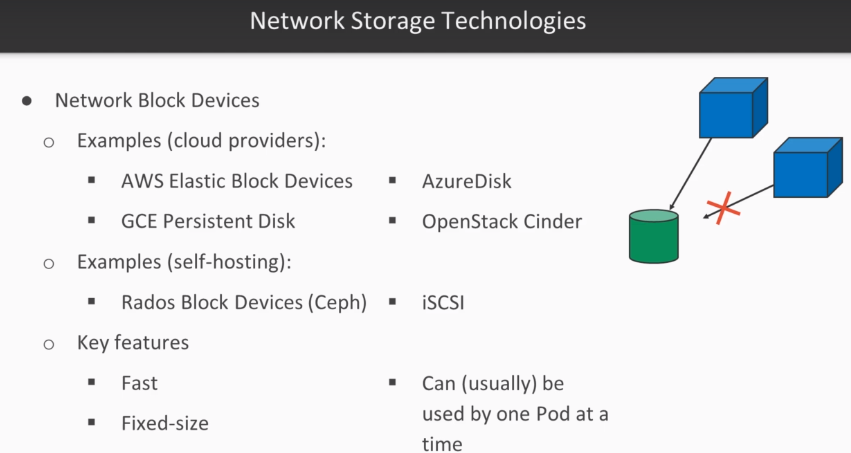 Network Storage Technologies
● Network Block Devices
o Examples (cloud providers):
▪ AWS Elastic Block Devices
▪ AzureDisk
▪ GCE Persistent Disk
▪ OpenStack Cinder
o Examples (self-hosting):
▪ Rados Block Devices (Ceph)
▪ iSCSI
o Key features
▪ Fast
▪ Fixed-size
▪ Can (usually) be
used by one Pod at a
time